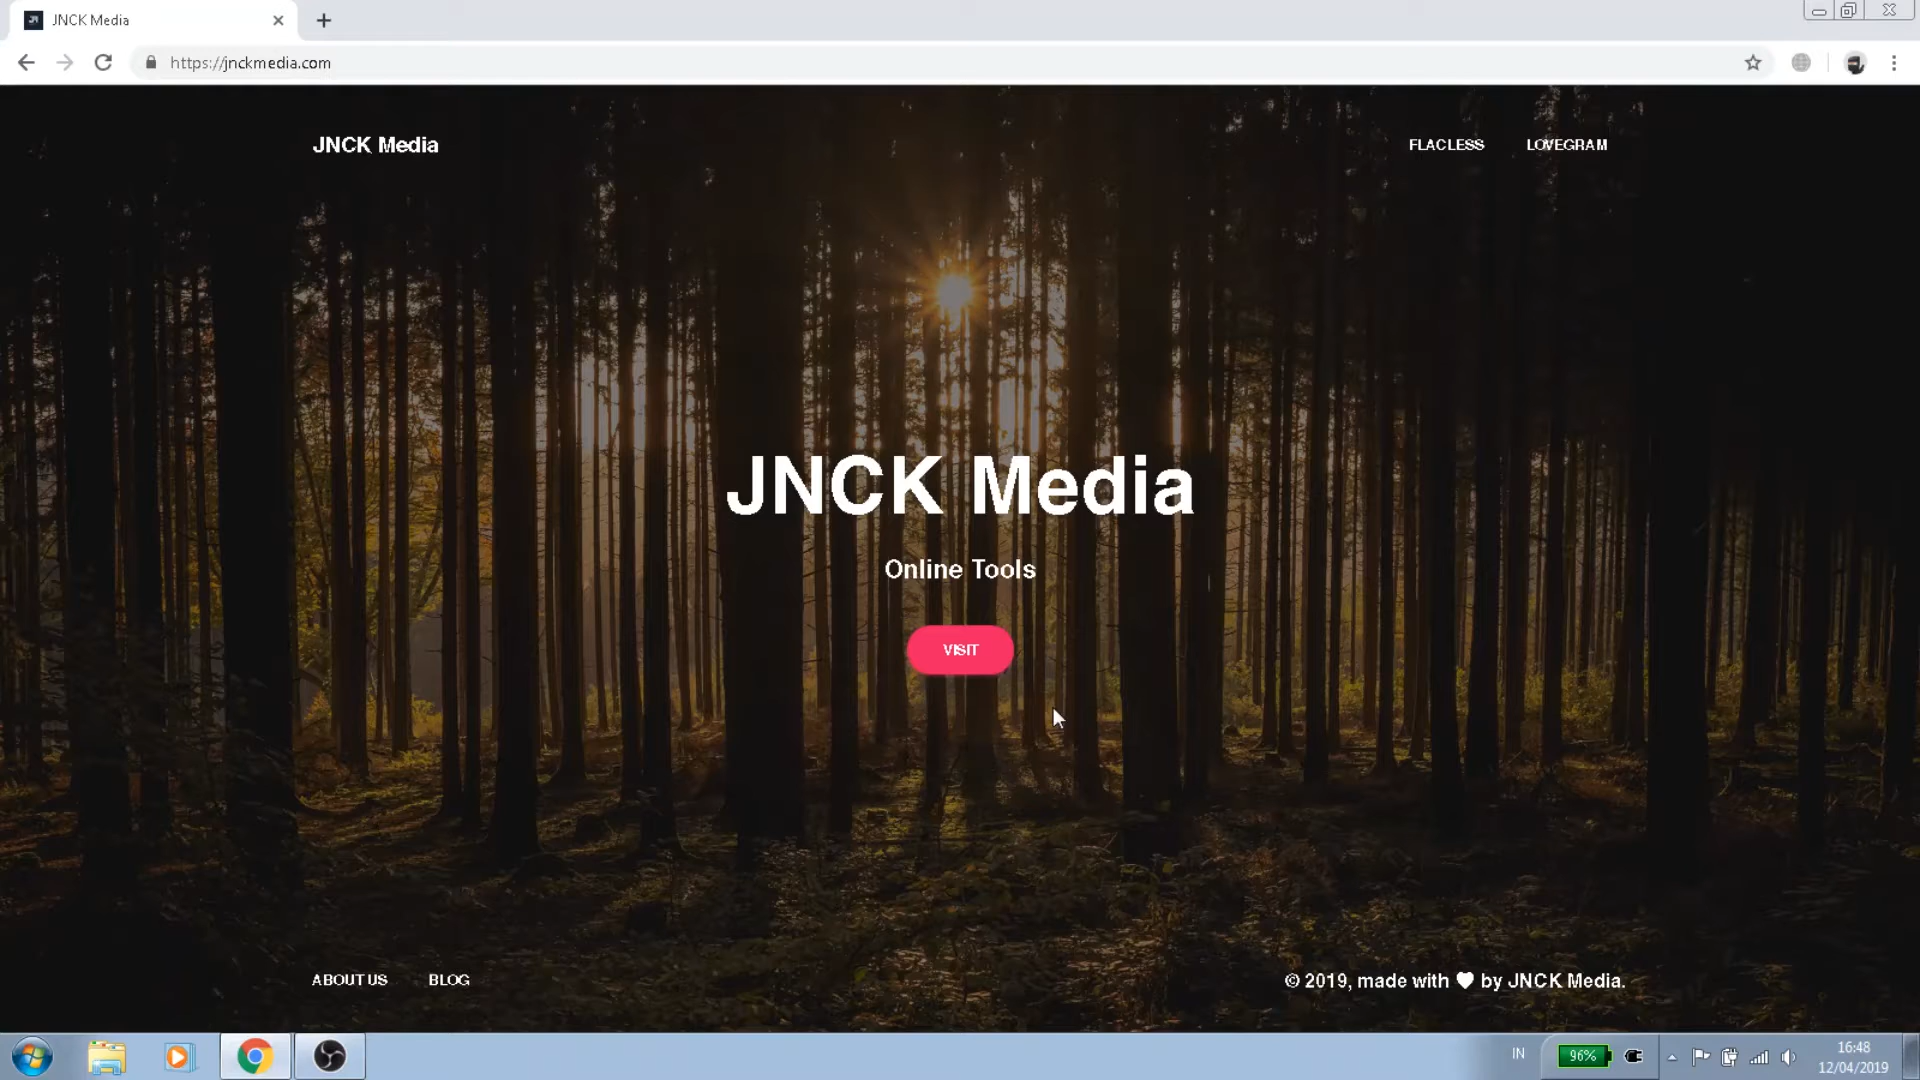 JNCK Media
https://jnckmedia.com
JNCK Media
FLACLESS
LOVEGRAM
JNCK Media
Online Tools
VISIT
ABOUT US
BLOG
© 2019, made with ♥ by JNCK Media.
IN
96%
16:48
12/04/2019